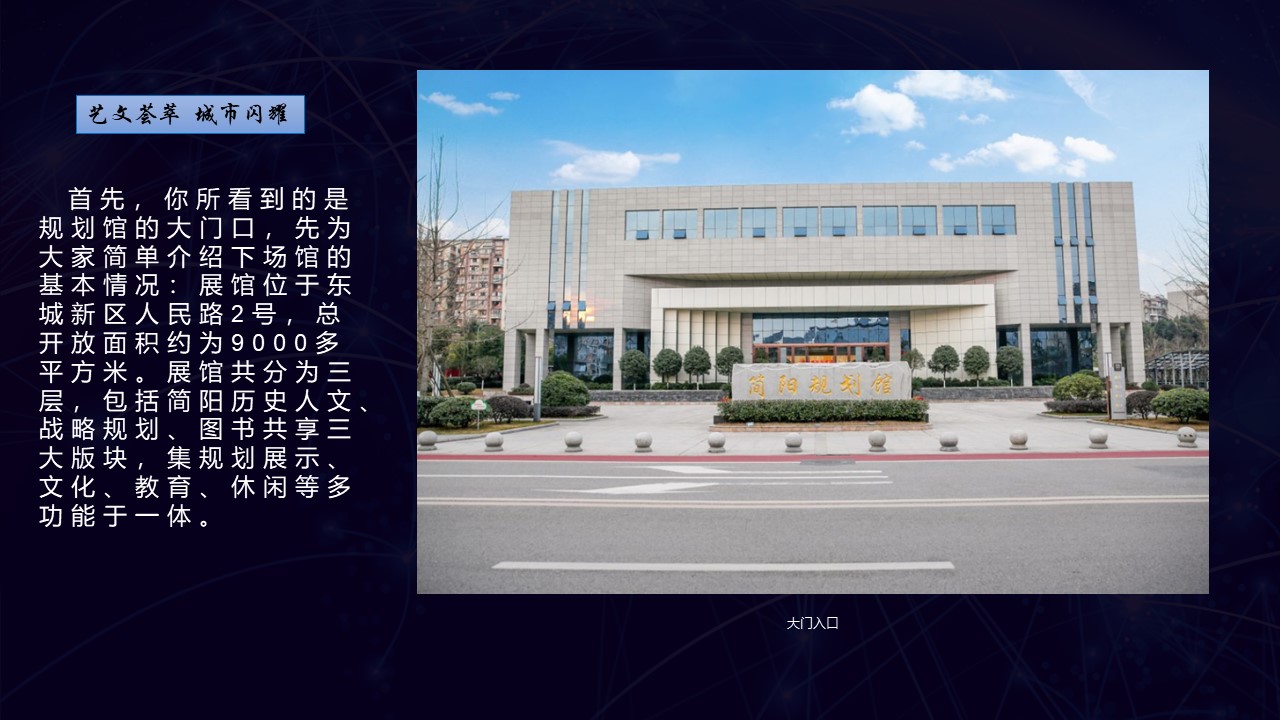 艺文荟萃 城市闪耀
首先，你所看到的是
规划馆的大门口，先为
大家简单介绍下场馆的
基本情况：展馆位于东
城新区人民路2号，总
开放面积约为9000多
平方米。展馆共分为三
层，包括简阳历史人文、
战略规划、图书共享三
大版块，集规划展示、
文化、教育、休闲等多
功能于一体。
简阳规划馆
大门入口